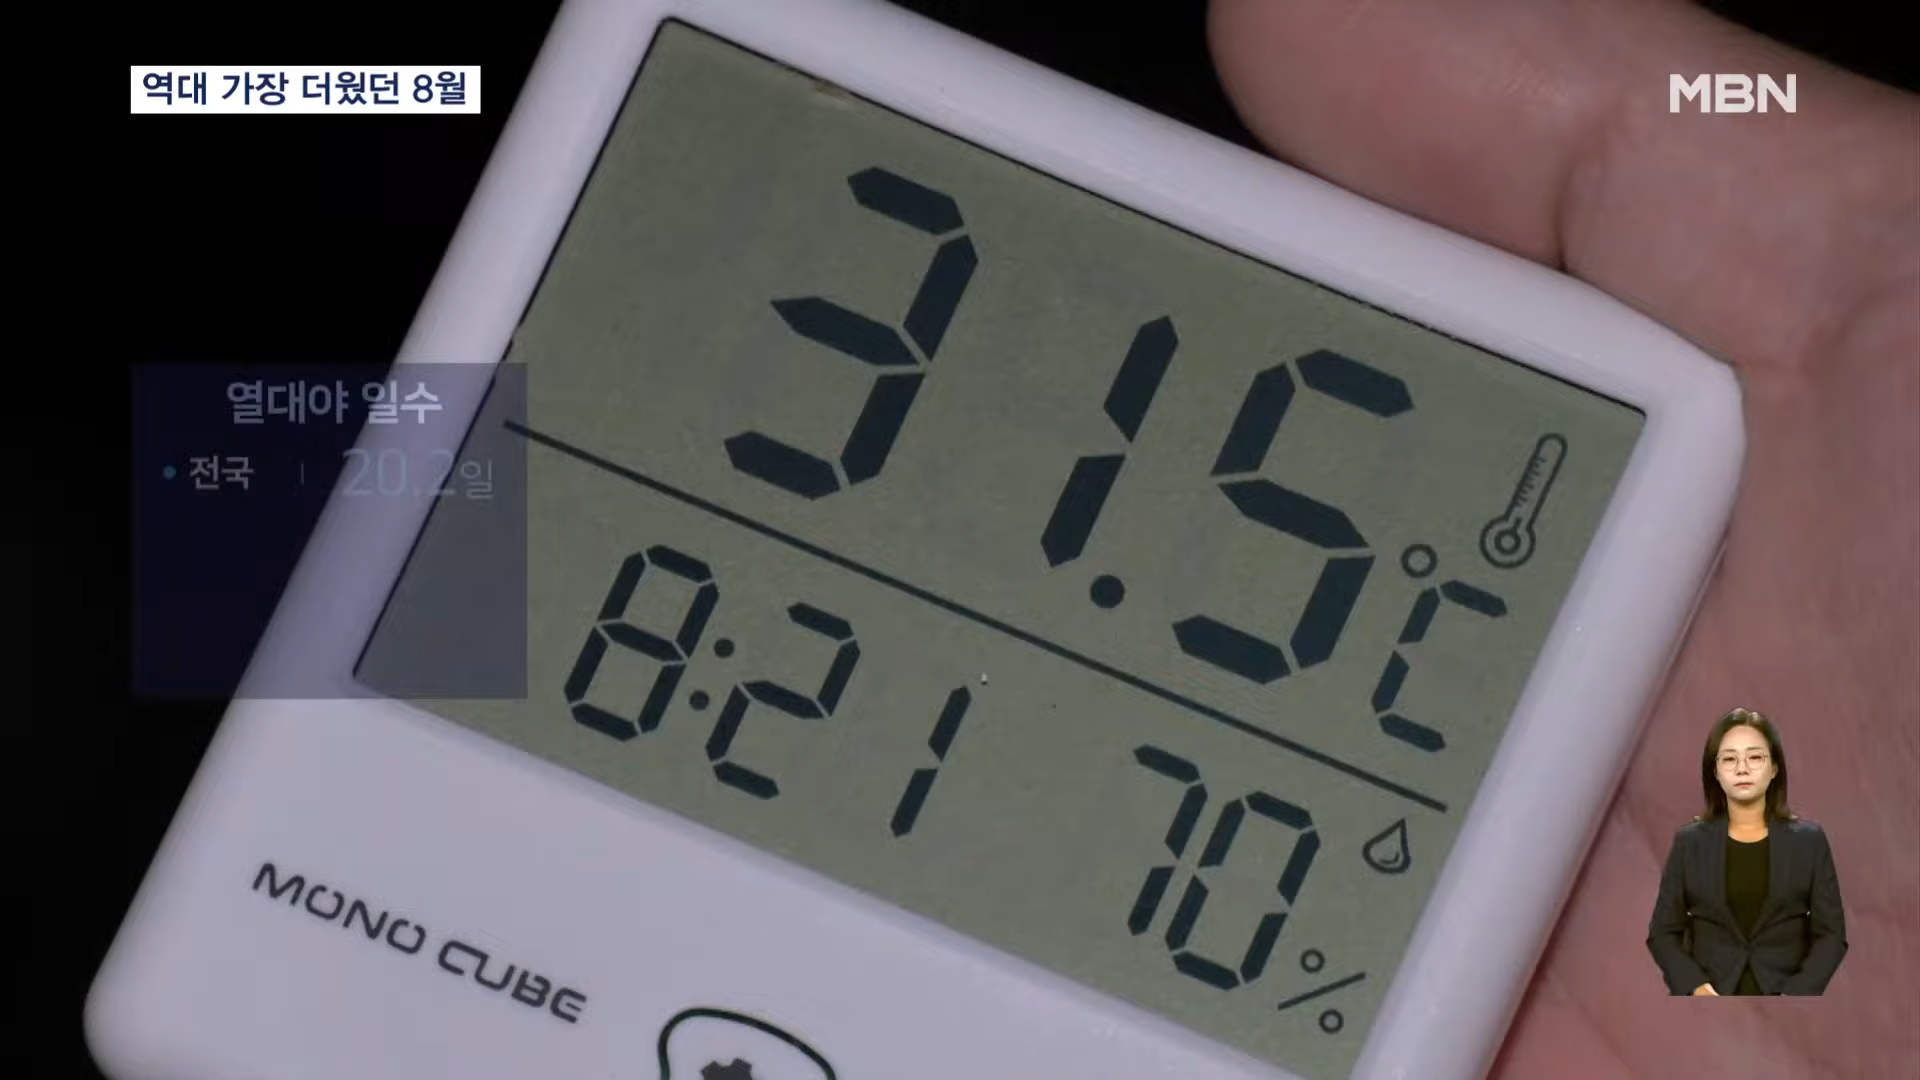 역대 가장 더웠던 8월
MBN
31.5 °C
열대야 일수
• 전국 | 20.2일
8:21 70 %
MONO CUBE